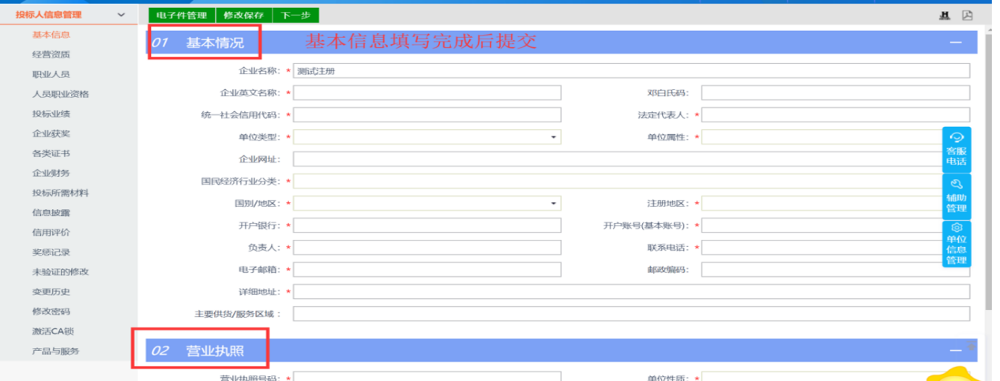 投标人信息管理
电子件管理 修改保存 下一步
基本信息
经营资质
职业人员
人员职业资格
投标业绩
企业获奖
各类证书
企业财务
投标所需材料
信息披露
信用评价
奖惩记录
未验证的修改
变更历史
修改密码
激活CA锁
产品与服务
01 基本情况 基本信息填写完成后提交
企业名称: * 测试注册
企业英文名称: * 邓白氏码:
统一社会信用代码: * 法定代表人: *
单位类型: * 单位属性: *
企业网址:
国民经济行业分类: *
国别/地区: * 注册地区: *
开户银行: * 开户账号(基本账号): *
负责人: * 联系电话: *
电子邮箱: * 邮政编码:
详细地址: *
主要供货/服务区域:
02 营业执照
营业执照号码: * 单位性质: *
客服
电话
辅助
管理
单位
信息
管理